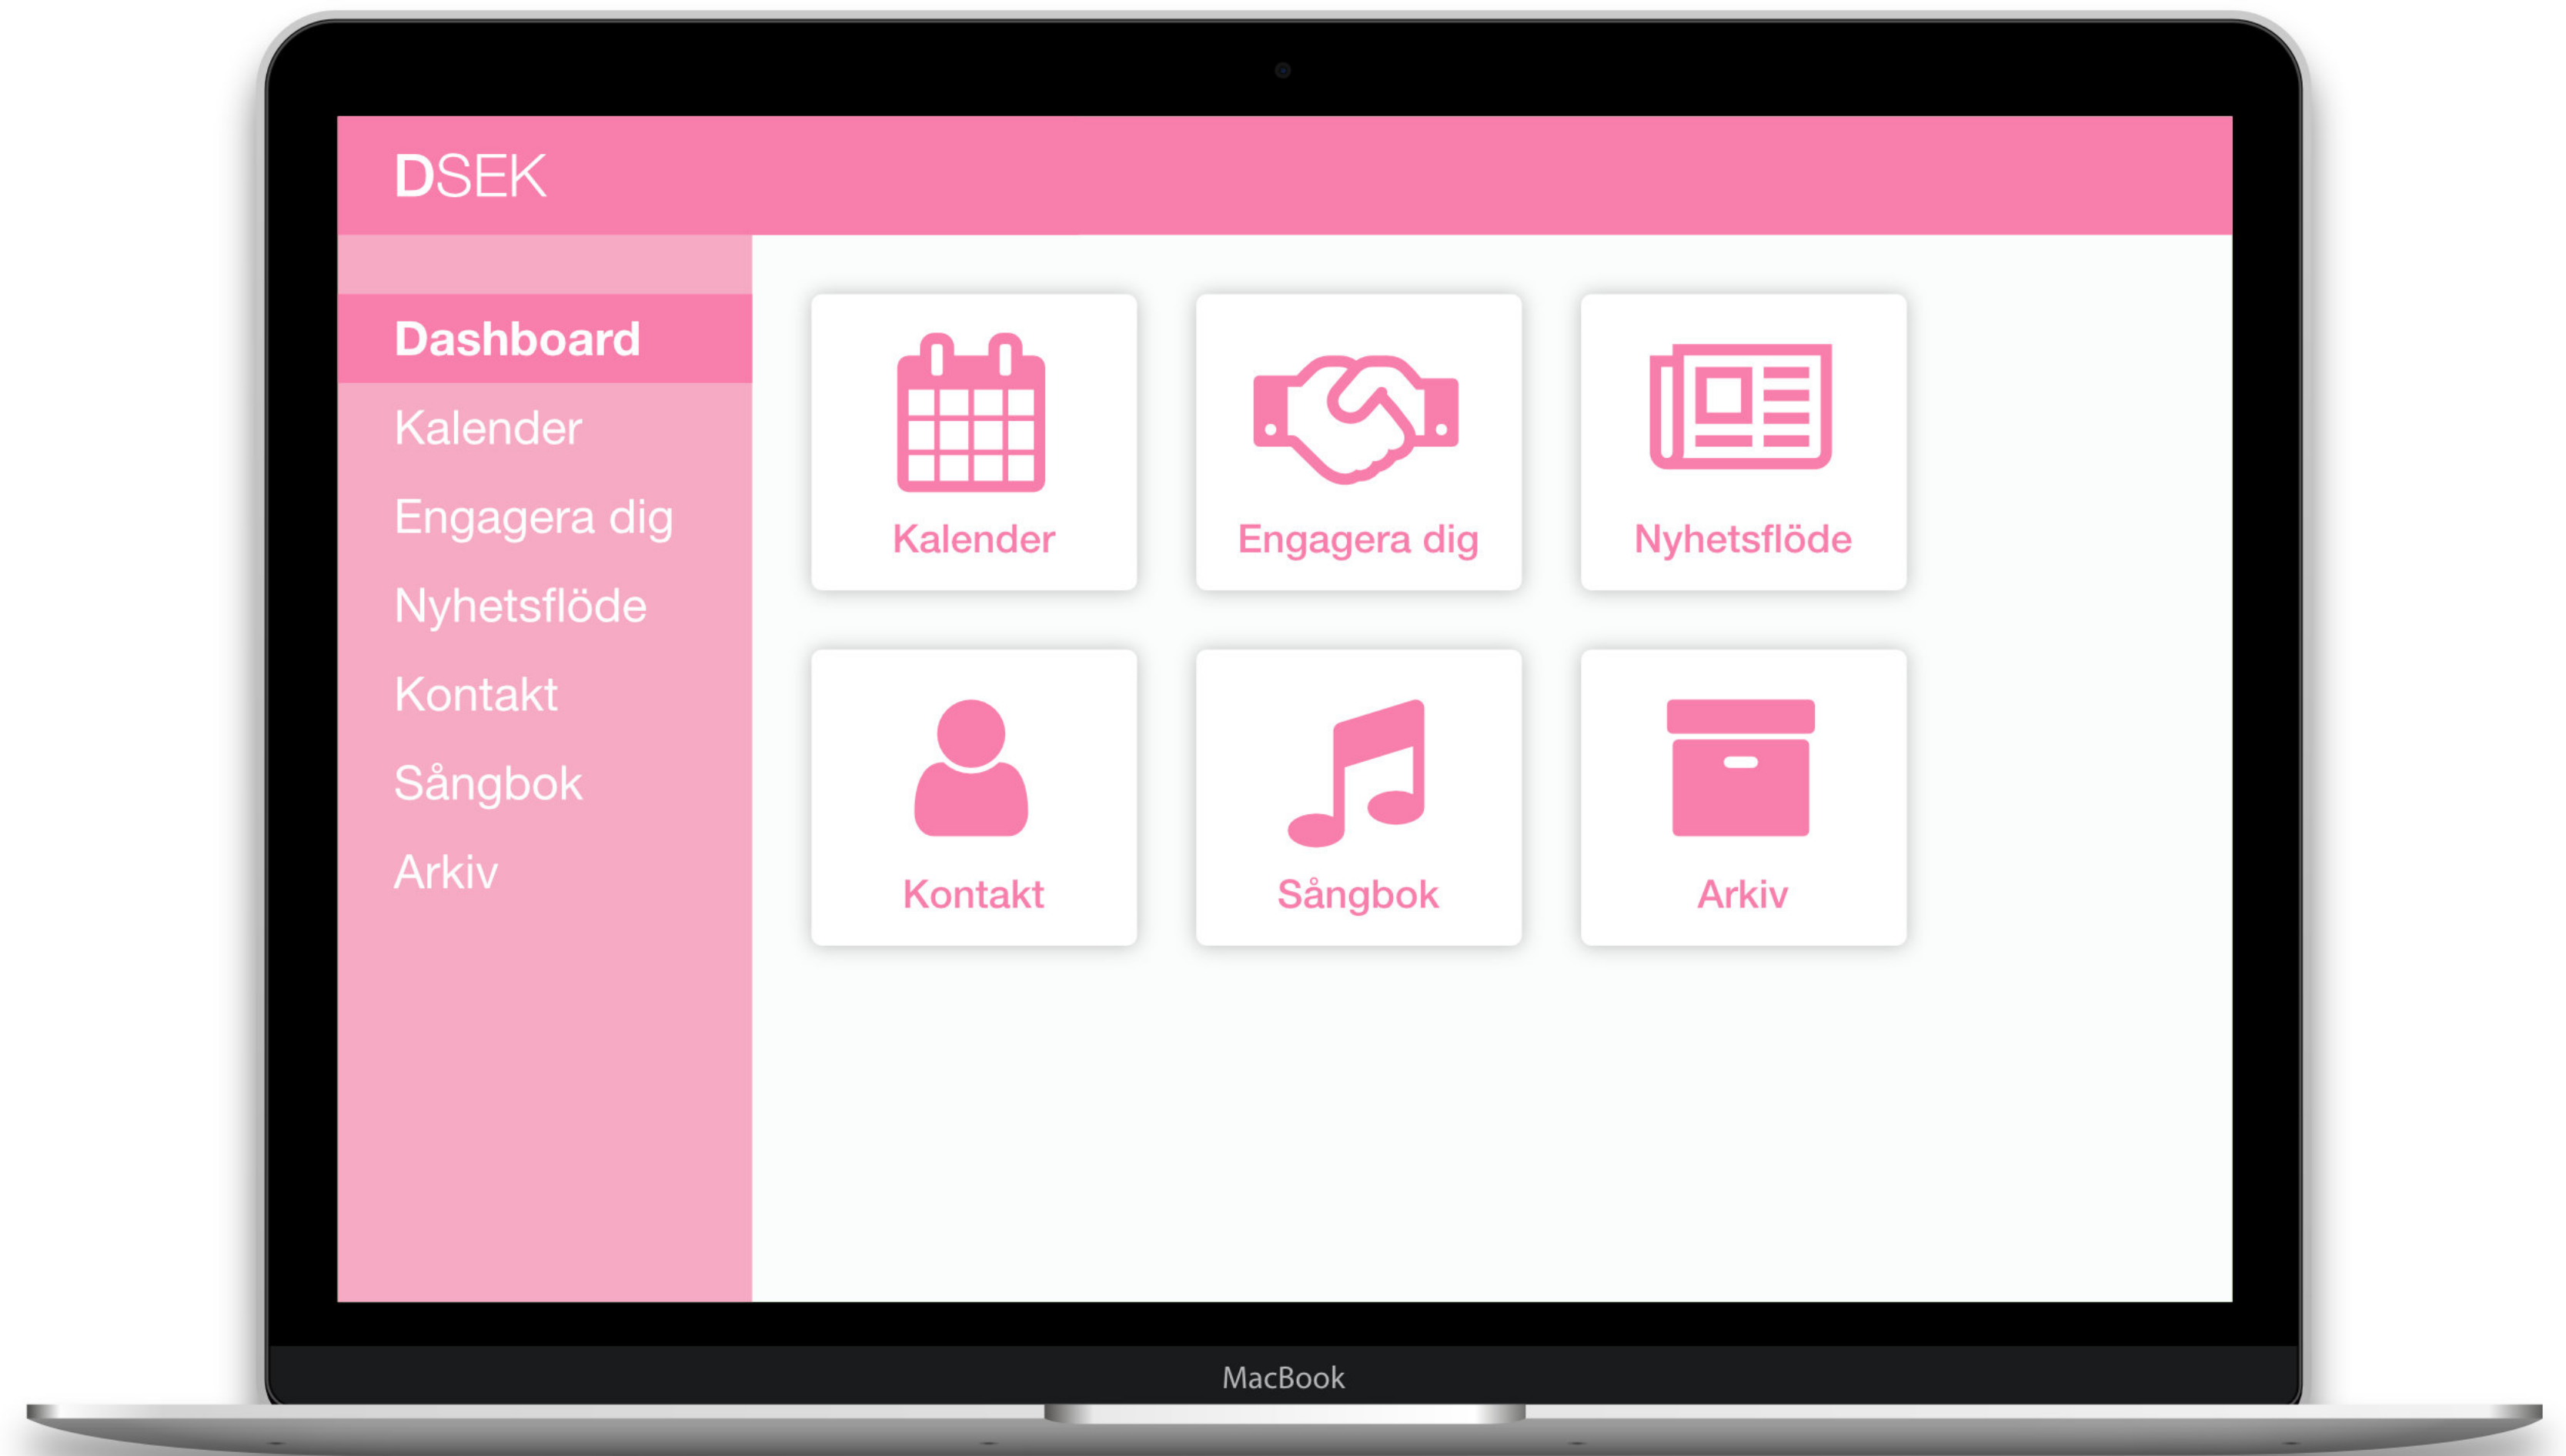 DSEK
Dashboard
Kalender
Engagera dig
Nyhetsflöde
Kontakt
Sångbok
Arkiv
Kalender
Engagera dig
Nyhetsflöde
Kontakt
Sångbok
Arkiv
MacBook